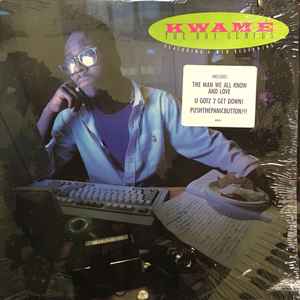 KWAME
THE BOY GENIUS
FEATURING A NEW BEGINNING
INCLUDES:
THE MAN WE ALL KNOW
AND LOVE
U GOTZ 2 GET DOWN!
PUSHTHEPANICBUTTON!!!